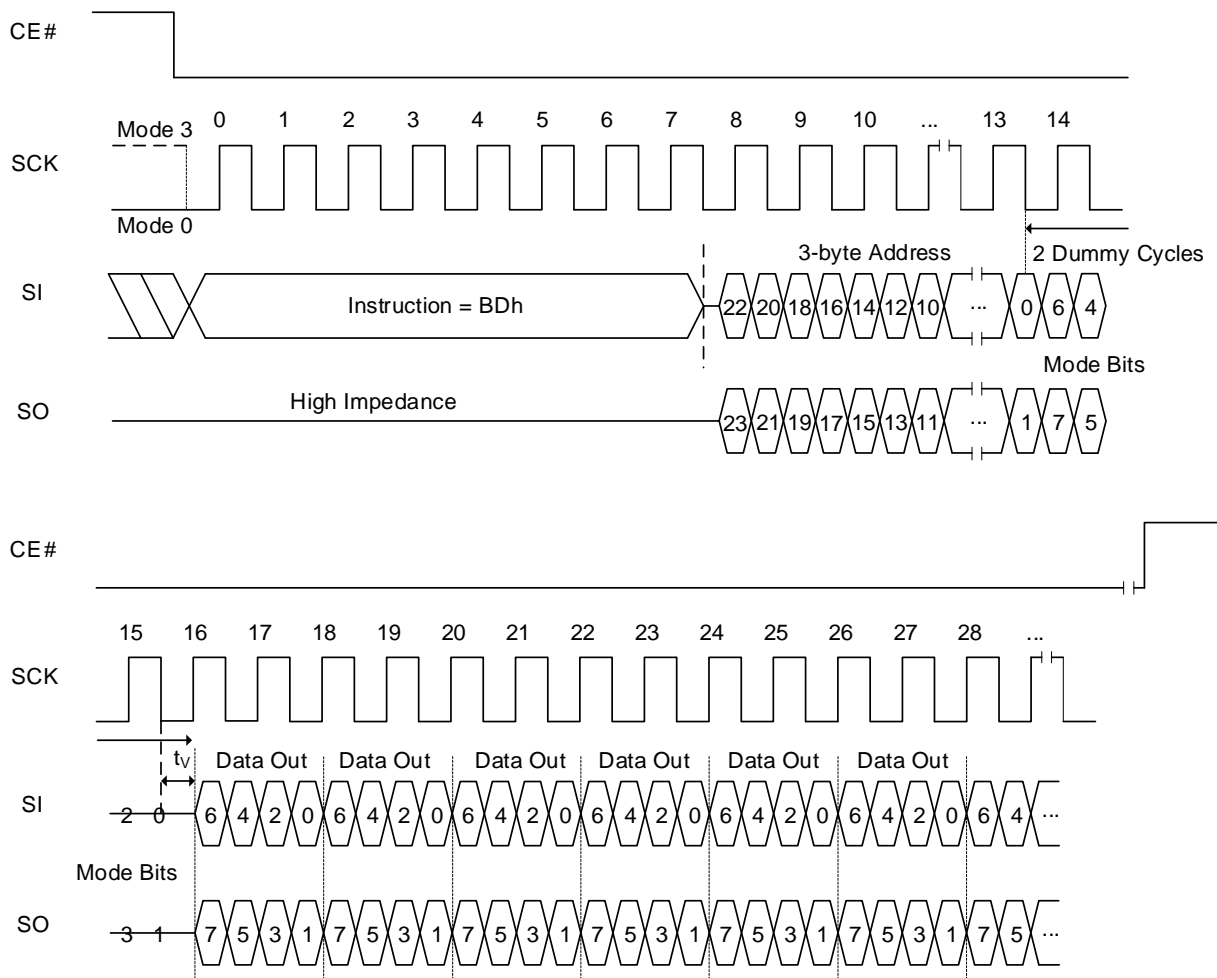 CE#
0 1 2 3 4 5 6 7 8 9 10 ... 13 14
Mode 3
SCK
Mode 0
3-byte Address 2 Dummy Cycles
SI Instruction = BDh 22 20 18 16 14 12 10 ... 0 6 4
Mode Bits
High Impedance
SO 23 21 19 17 15 13 11 ... 1 7 5
CE#
15 16 17 18 19 20 21 22 23 24 25 26 27 28 ...
SCK
tV Data Out Data Out Data Out Data Out Data Out Data Out
SI 2 0 6 4 2 0 6 4 2 0 6 4 2 0 6 4 2 0 6 4 2 0 6 4 2 0 6 4 ...
Mode Bits
SO 3 1 7 5 3 1 7 5 3 1 7 5 3 1 7 5 3 1 7 5 3 1 7 5 3 1 7 5 ...